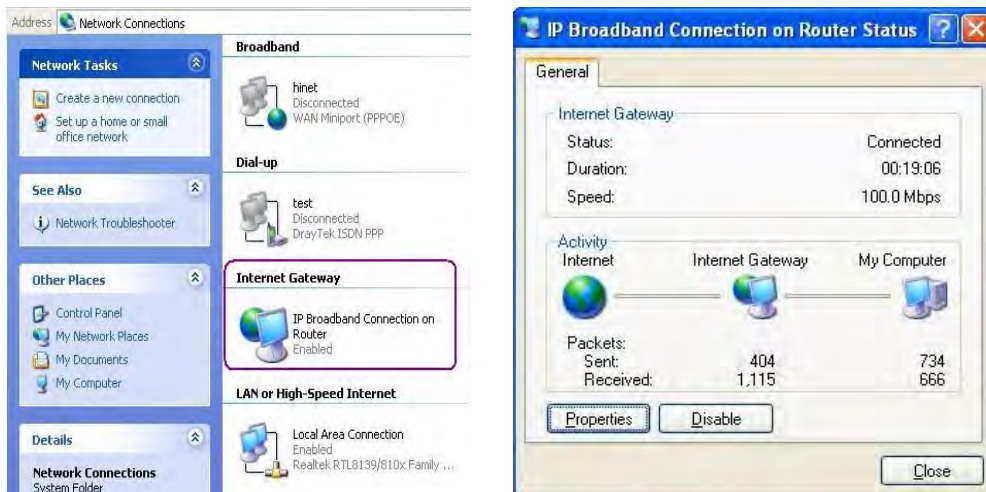 Address Network Connections
Network Tasks
Create a new connection
Set up a home or small
office network
See Also
Network Troubleshooter
Other Places
Control Panel
My Network Places
My Documents
My Computer
Details
Network Connections
System Folder
Broadband
hinet
Disconnected
WAN Miniport (PPPOE)
Dial-up
test
Disconnected
DrayTek ISDN PPP
Internet Gateway
IP Broadband Connection on
Router
Enabled
LAN or High-Speed Internet
Local Area Connection
Enabled
Realtek RTL8139/810x Family ...
IP Broadband Connection on Router Status
General
Internet Gateway
Status: Connected
Duration: 00:19:06
Speed: 100.0 Mbps
Activity
Internet Internet Gateway My Computer
Packets:
Sent: 404 734
Received: 1,115 666
Properties Disable
Close